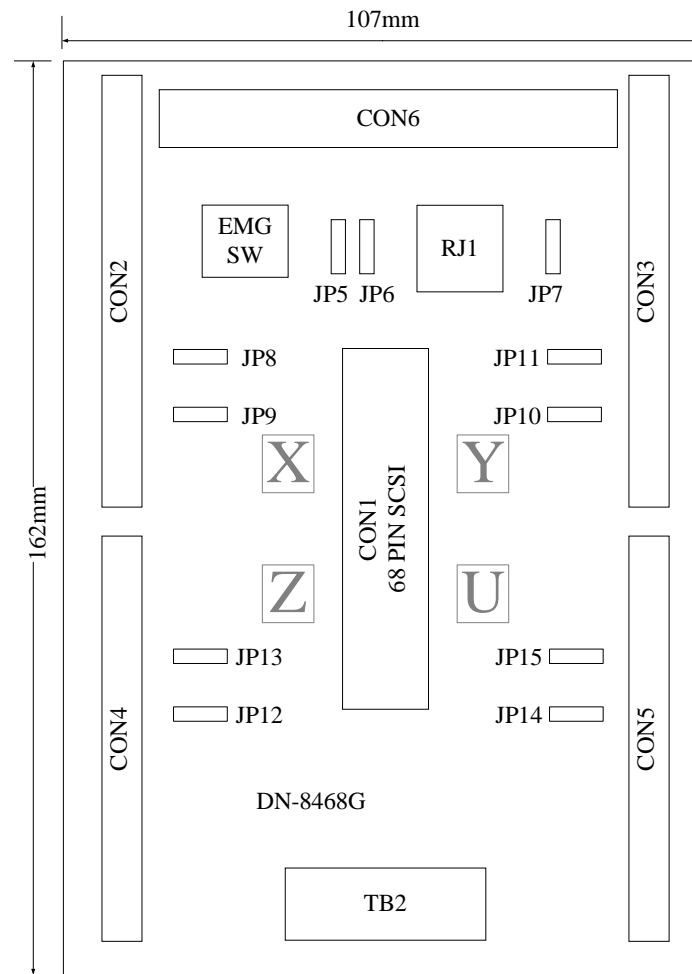 107mm
CON6
EMG
SW
RJ1
CON2
CON3
JP5
JP6
JP7
JP8
JP11
JP9
JP10
X
Y
CON1
68 PIN SCSI
162mm
Z
U
JP13
JP15
JP12
JP14
CON4
CON5
DN-8468G
TB2